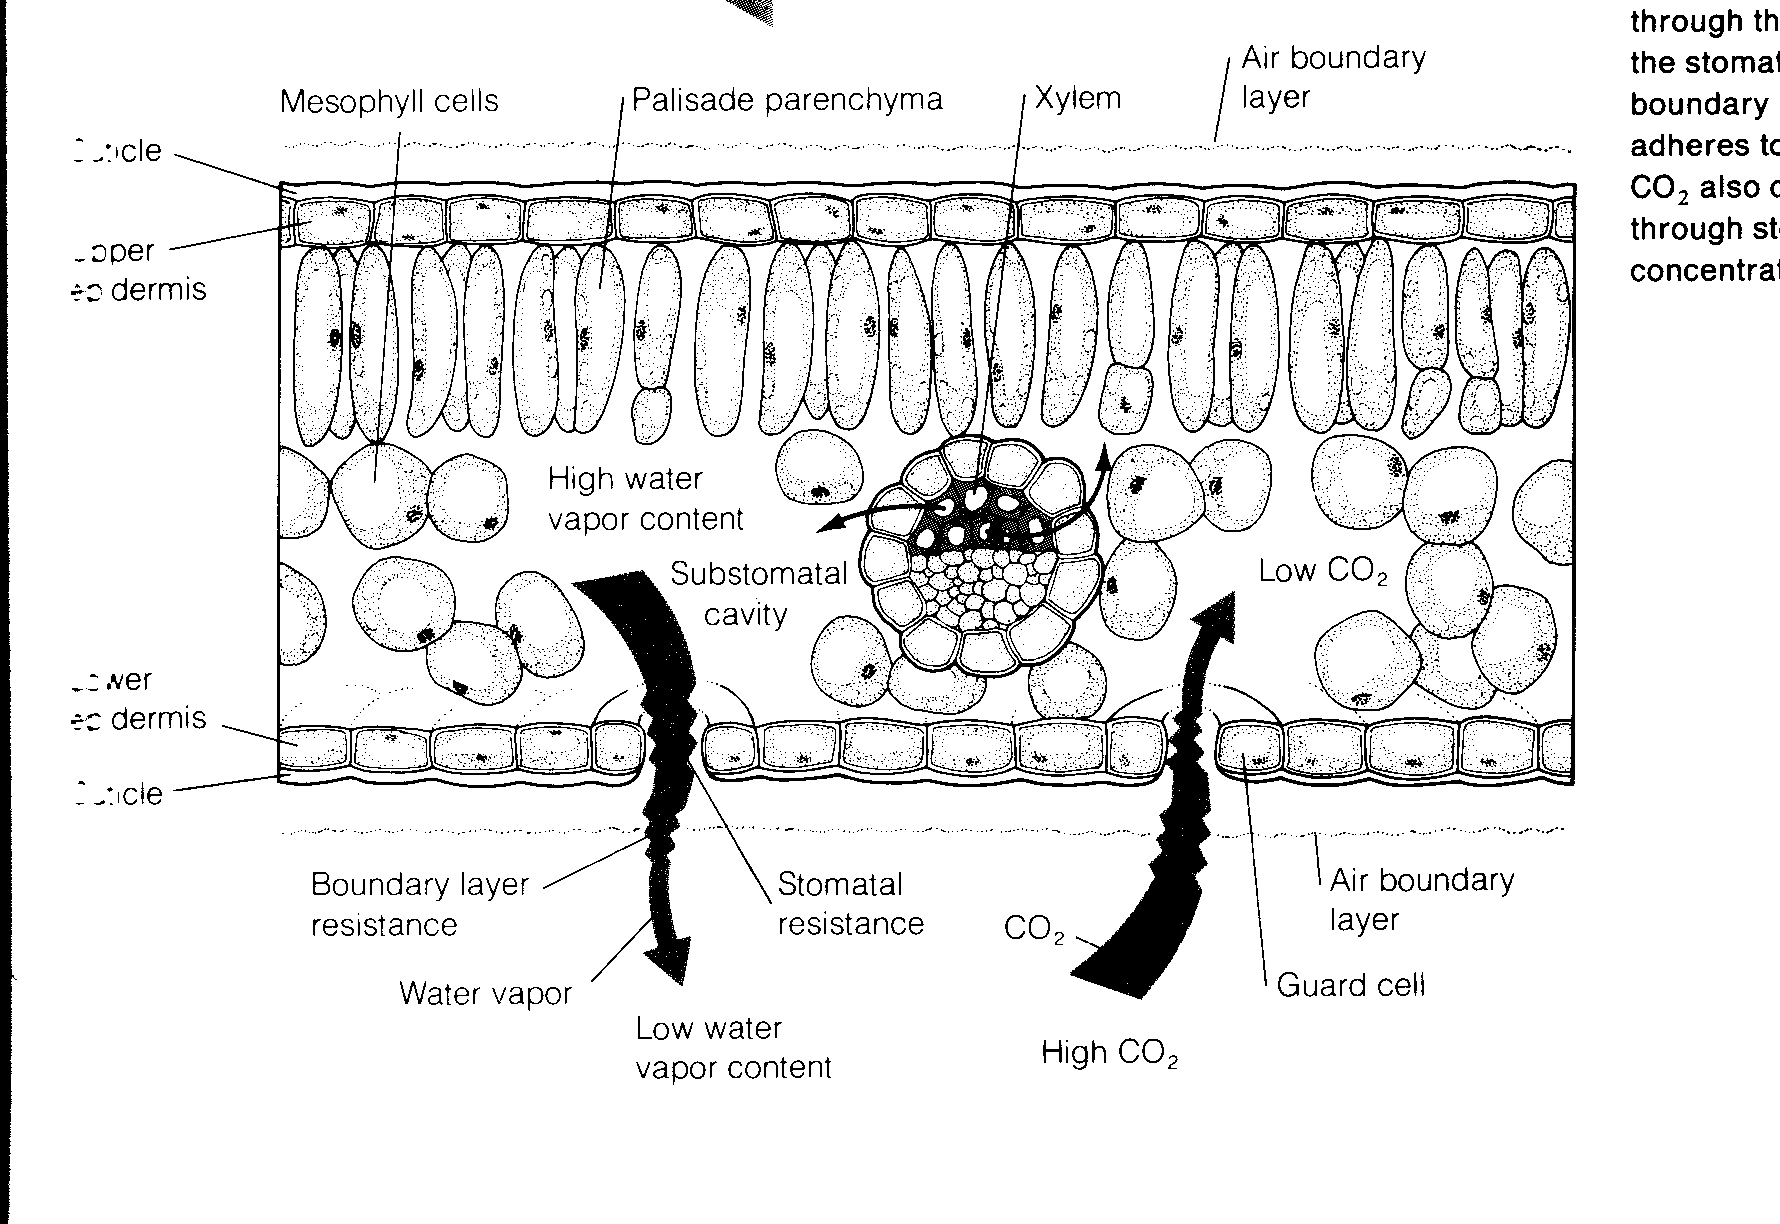 through th
the stomat
boundary
adheres to
CO₂ also
through st
concentrat
Air boundary
layer
Mesophyll cells
Palisade parenchyma
Xylem
dermis
High water
vapor content
Substomatal
cavity
Low CO₂
dermis
Boundary layer
resistance
Stomatal
resistance
Air boundary
layer
CO₂
Water vapor
Guard cell
Low water
vapor content
High CO₂